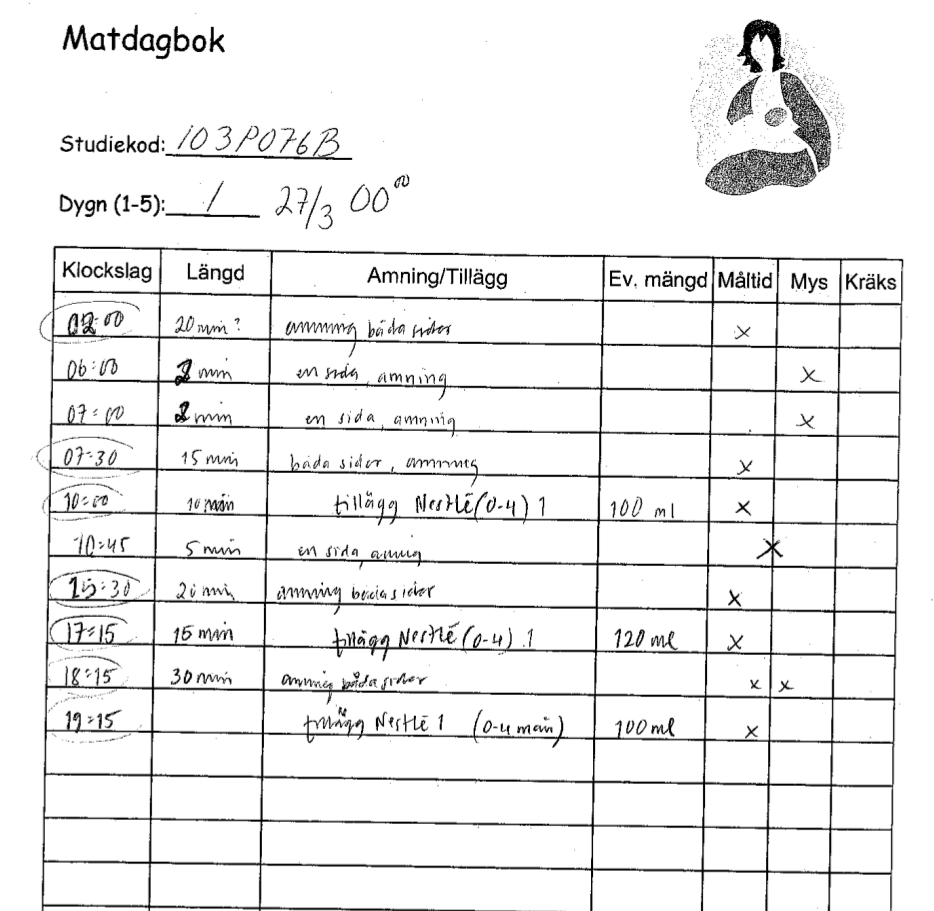 Matdagbok
Studiekod: 103P076B
Dygn (1-5): 1 27/3 00⁰⁰
Klockslag Längd Amning/Tillägg Ev. mängd Måltid Mys Kräks
02:00 20 min? amning båda sidor x
06:00 2 min en sida, amning x
07:00 2 min en sida, amning x
07:30 15 min båda sidor, amning x
10:00 10 min tillägg Nestlé (0-4) 1 100 ml x
10:45 5 min en sida amnig x
15:30 20 min amning båda sidor x
17:15 15 min tillägg Nestlé (0-4) 1 120 ml x
18:15 30 min amnig båda sidor x x
19:15 tillägg Nestlé 1 (0-4 mån) 100 ml x